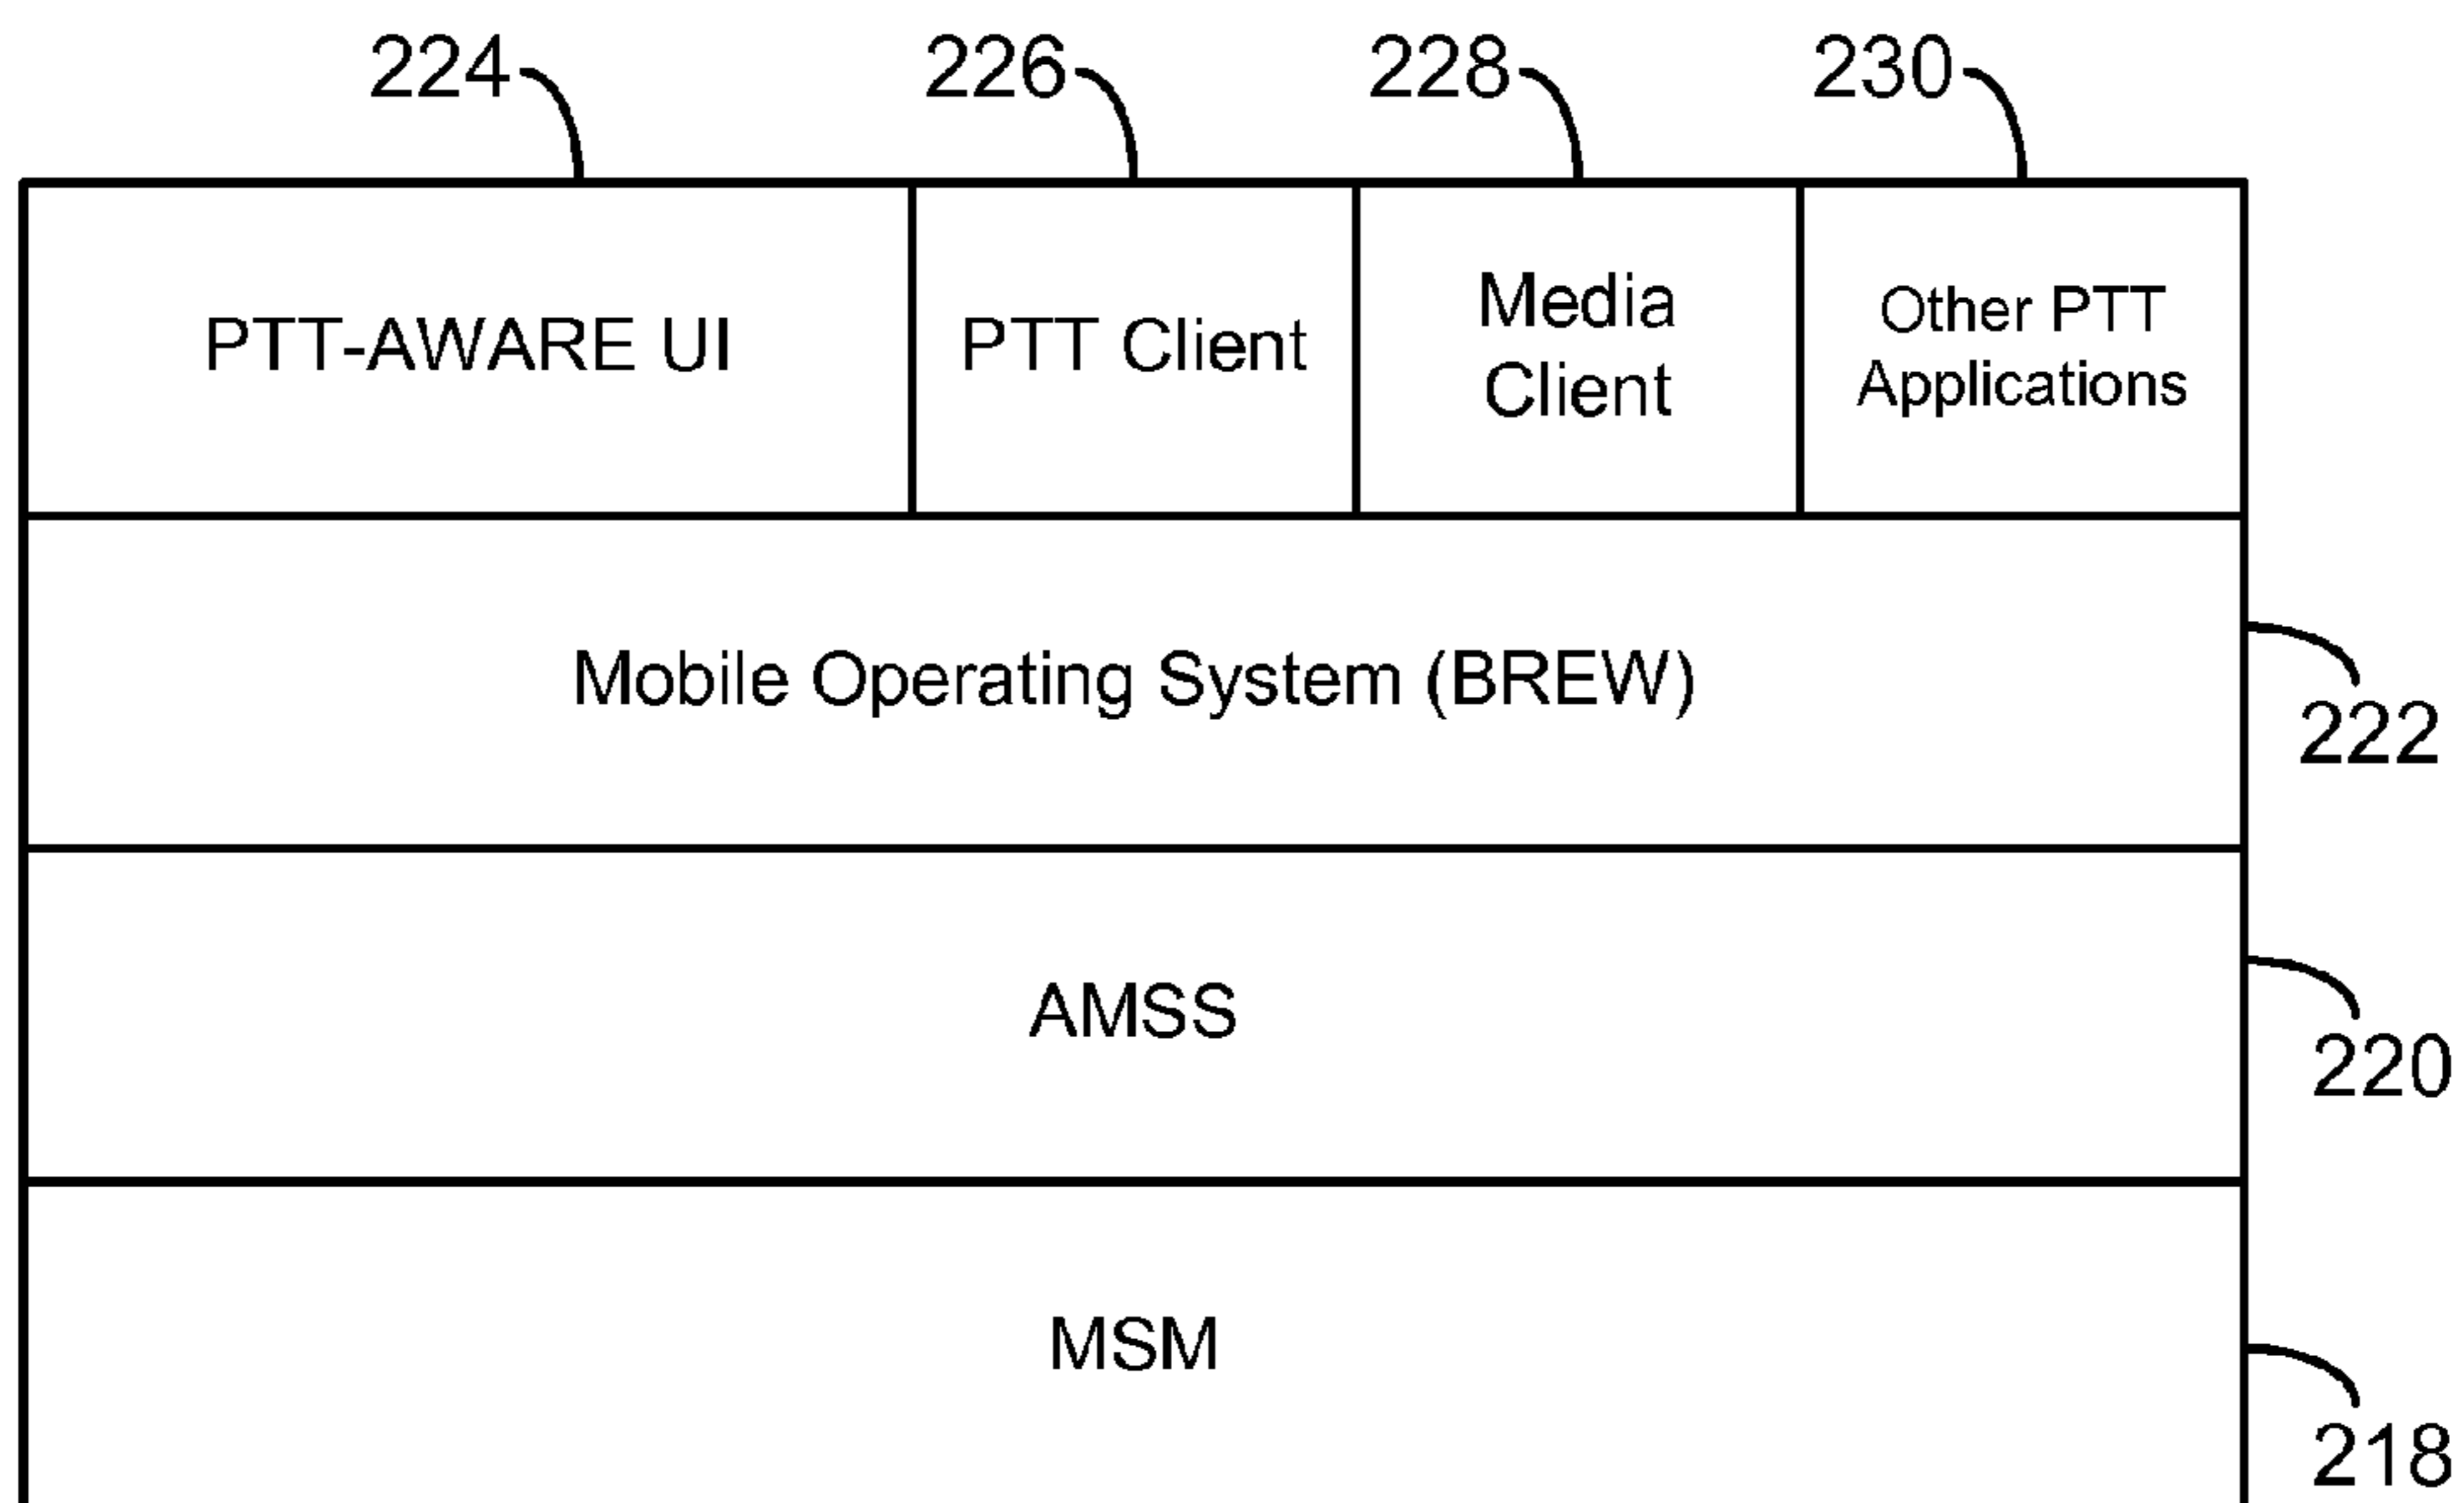 224 226 228 230
PTT-AWARE UI
PTT Client
Media
Client
Other PTT
Applications
Mobile Operating System (BREW)
222
AMSS
220
MSM
218